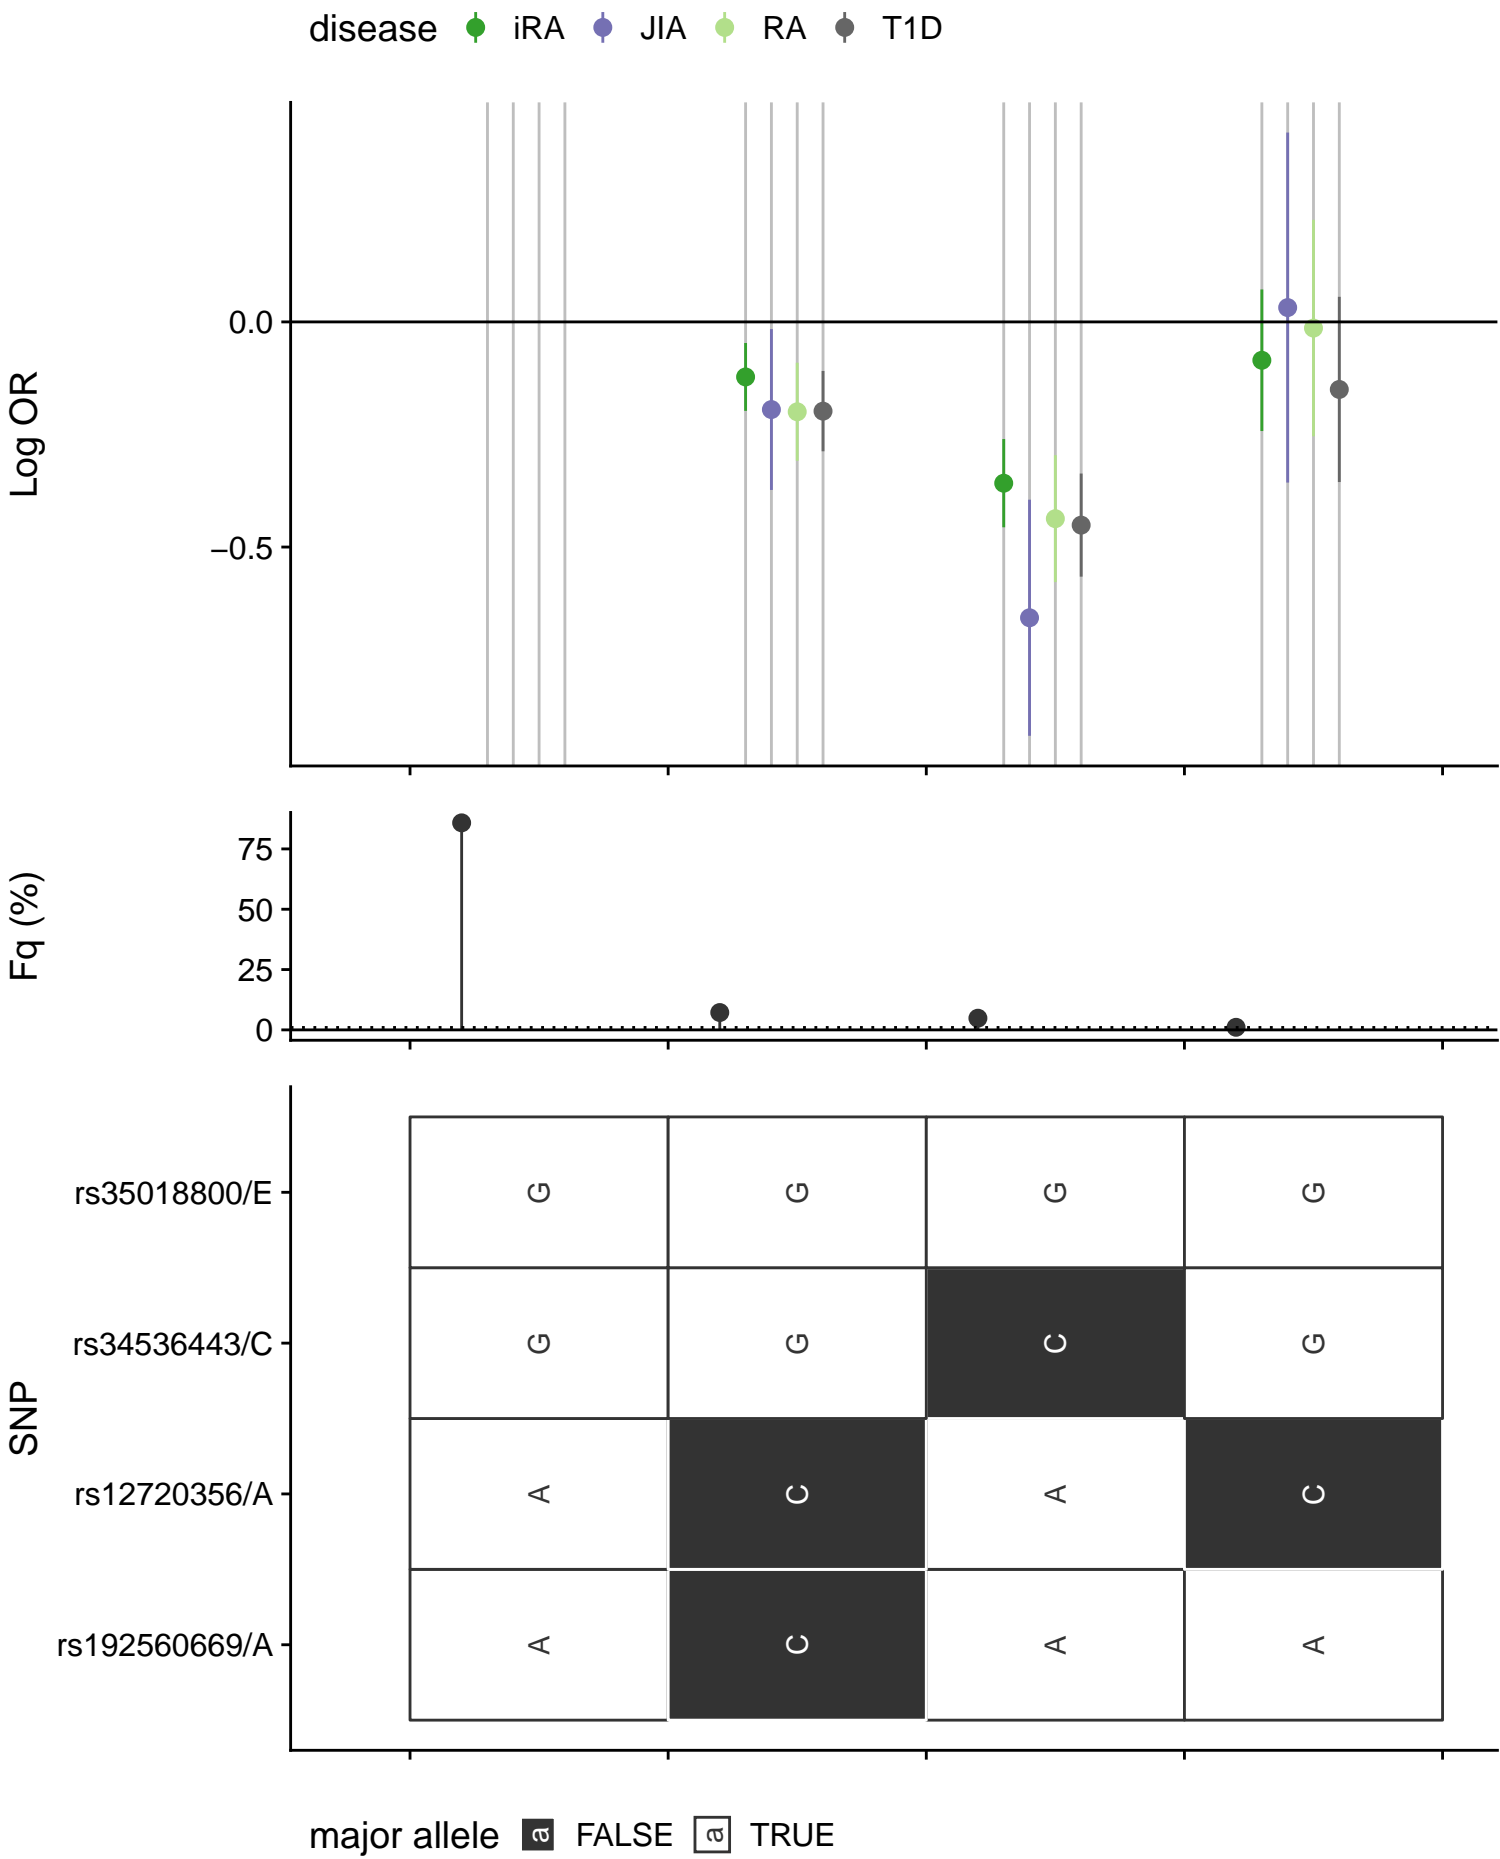 disease iRA JIA RA T1D
Log OR
0.0
−0.5
Fq (%)
75
50
25
0
SNP
rs35018800/E G G G G
rs34536443/C G G C G
rs12720356/A A C A C
rs192560669/A A C A A
major allele a FALSE a TRUE